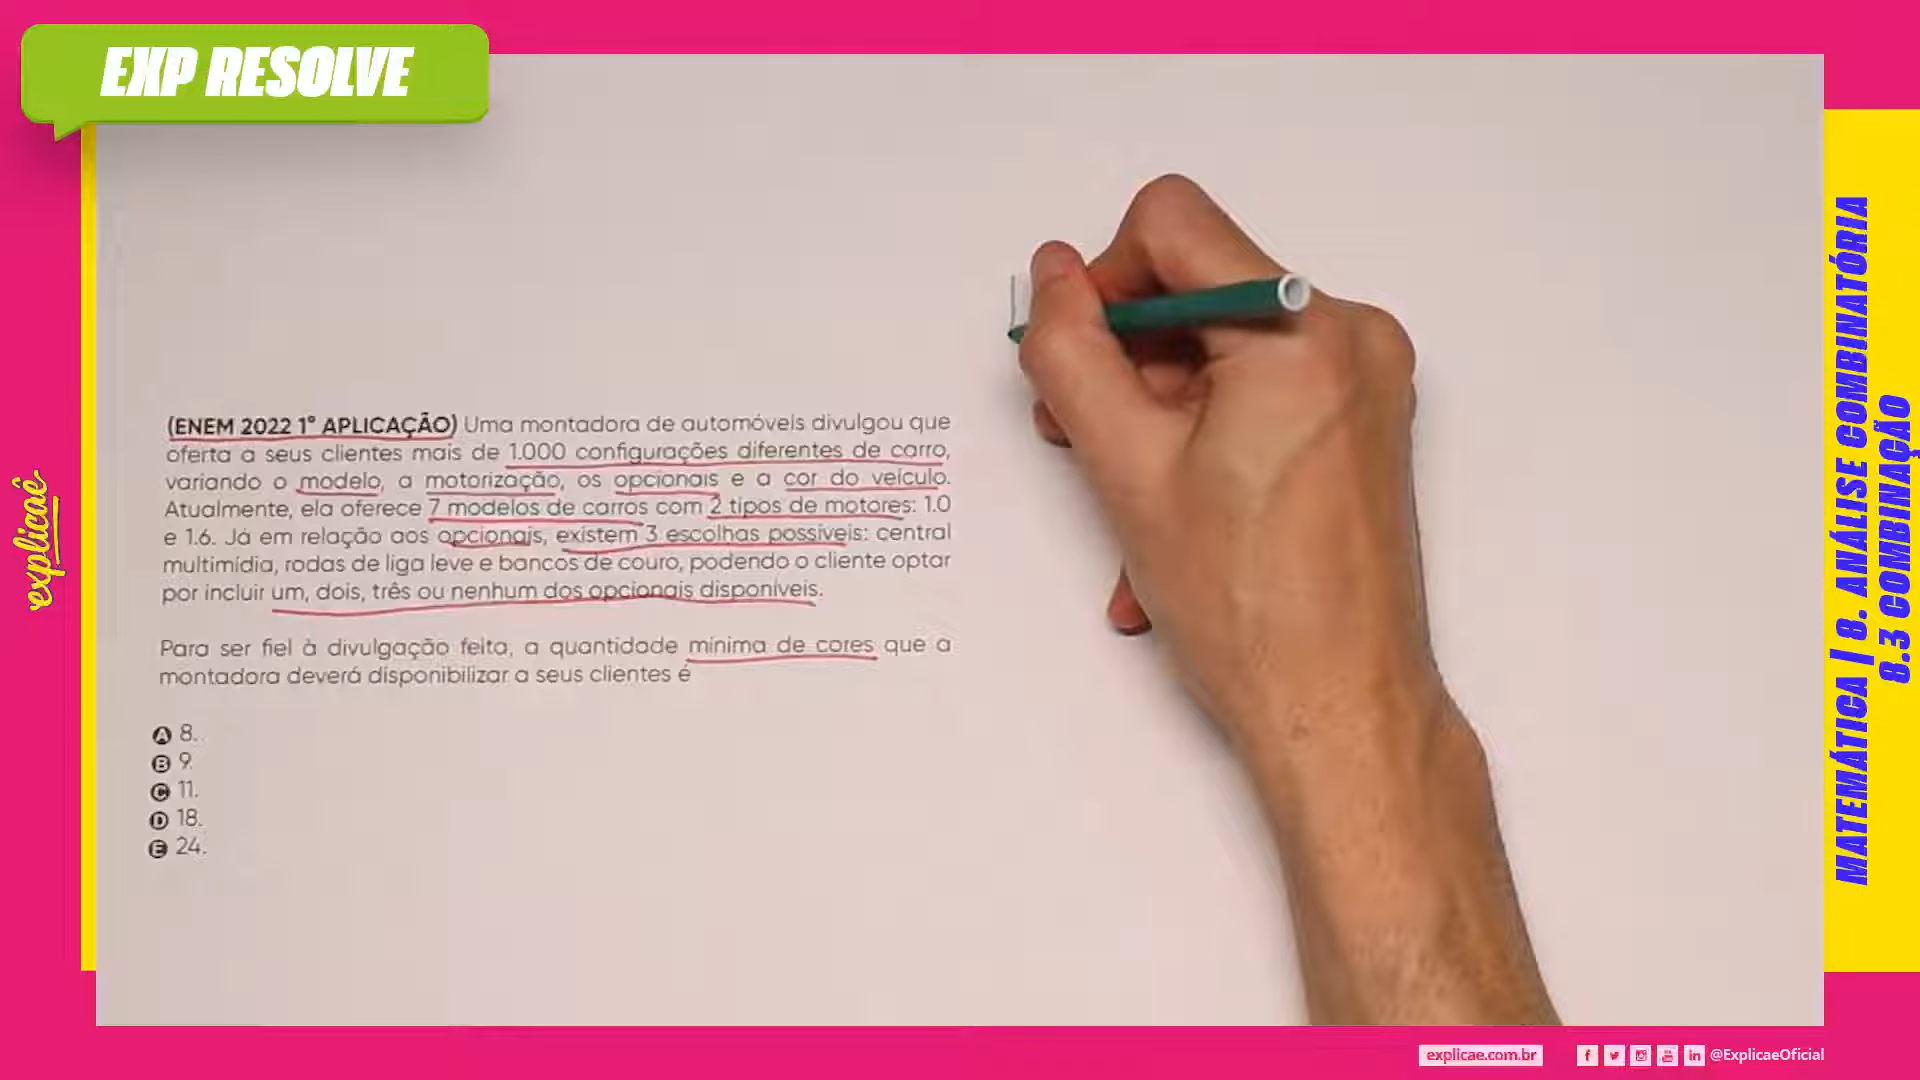 EXP RESOLVE
(ENEM 2022 1° APLICAÇÃO) Uma montadora de automóveis divulgou que
oferta a seus clientes mais de 1.000 configurações diferentes de carro,
variando o modelo, a motorização, os opcionais e a cor do veículo.
Atualmente, ela oferece 7 modelos de carros com 2 tipos de motores: 1.0
e 1.6. Já em relação aos opcionais, existem 3 escolhas possíveis: central
multimídia, rodas de liga leve e bancos de couro, podendo o cliente optar
por incluir um, dois, três ou nenhum dos opcionais disponíveis.
Para ser fiel à divulgação feita, a quantidade mínima de cores que a
montadora deverá disponibilizar a seus clientes é
A 8.
B 9.
C 11.
D 18.
E 24.
explicaê
MATEMÁTICA | 8. ANÁLISE COMBINATÓRIA
8.3 COMBINAÇÃO
explicae.com.br
@ExplicaeOficial